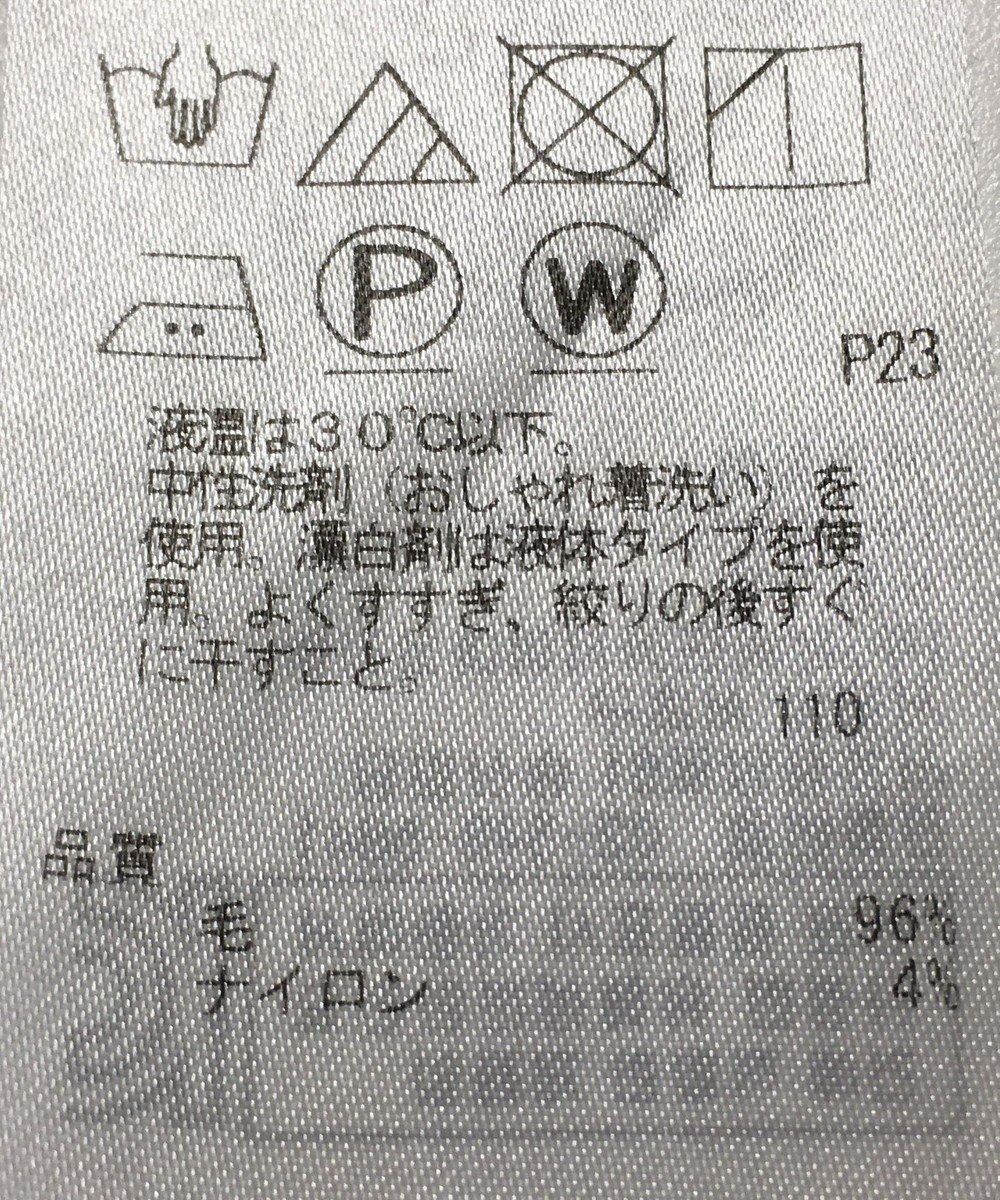 P W
P23
液温は30℃以下。
中性洗剤（おしゃれ着洗い）を
使用。漂白剤は液体タイプを使
用。よくすすぎ、絞りの後すぐ
に干すこと。
110
品質
毛 96%
ナイロン 4%